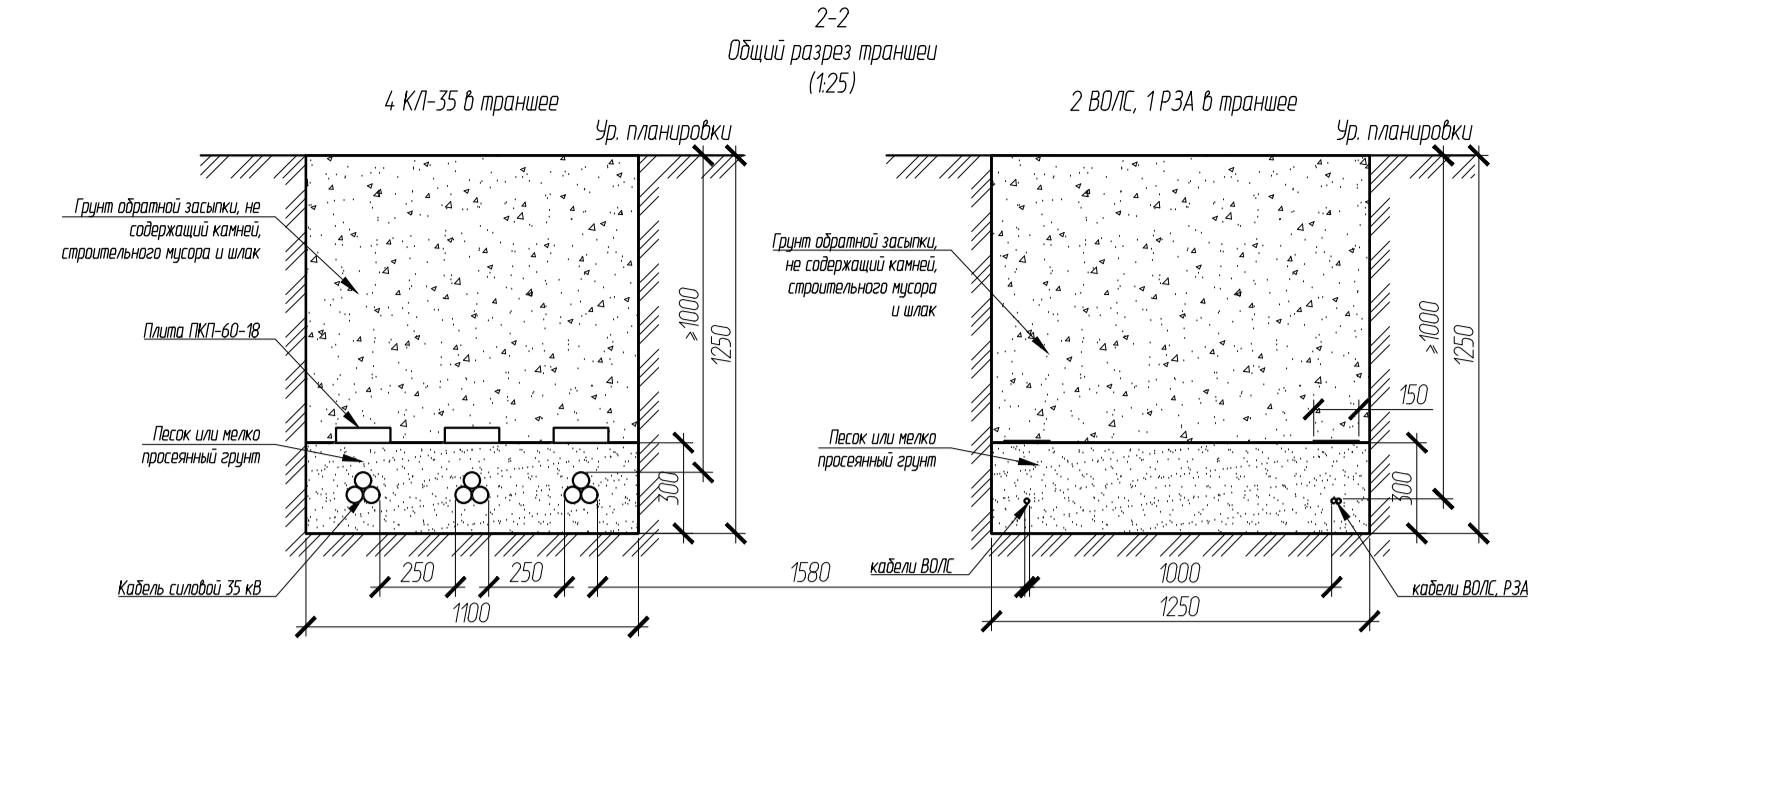 2-2
Общий разрез траншеи
(1:25)
4 КЛ-35 в траншее
Ур. планировки
Грунт обратной засыпки, не
содержащий камней,
строительного мусора и шлак
Плита ПКП-60-18
Песок или мелко
просеянный грунт
Кабель силовой 35 кВ
≥1000
1250
300
250
250
1100
1580
2 ВОЛС, 1 РЗА в траншее
Ур. планировки
Грунт обратной засыпки,
не содержащий камней,
строительного мусора
и шлак
Песок или мелко
просеянный грунт
кабели ВОЛС
≥1000
1250
150
300
1000
1250
кабели ВОЛС, РЗА